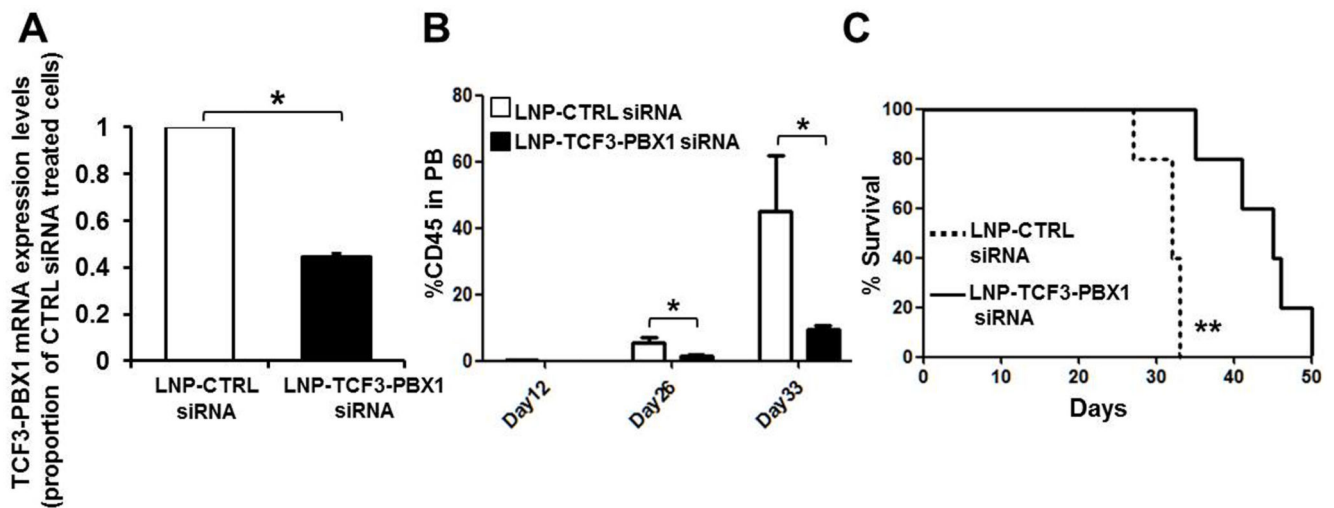 A
TCF3-PBX1 mRNA expression levels
(proportion of CTRL siRNA treated cells)
*
1
0.8
0.6
0.4
0.2
0
LNP-CTRL
siRNA
LNP-TCF3-PBX1
siRNA
B
%CD45 in PB
80
60
40
20
0
LNP-CTRL siRNA
LNP-TCF3-PBX1 siRNA
*
*
Day12
Day26
Day33
C
% Survival
100
80
60
40
20
0
LNP-CTRL
siRNA
LNP-TCF3-PBX1
siRNA
**
0
10
20
30
40
50
Days